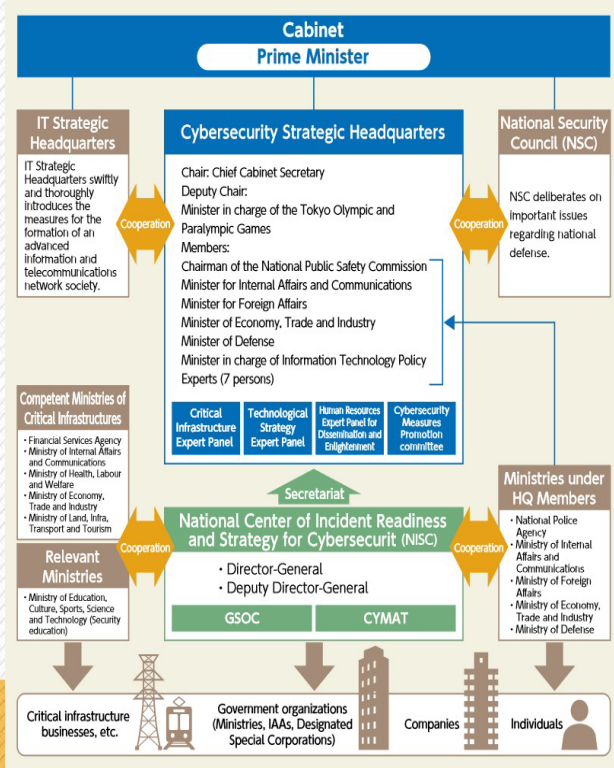 Cabinet
Prime Minister
IT Strategic
Headquarters
IT Strategic
Headquarters swiftly
and thoroughly
introduces the
measures for the
formation of an
advanced
information and
telecommunications
network society.
Cooperation
Cybersecurity Strategic Headquarters
Chair: Chief Cabinet Secretary
Deputy Chair:
Minister in charge of the Tokyo Olympic and
Paralympic Games
Members:
Chairman of the National Public Safety Commission
Minister for Internal Affairs and Communications
Minister for Foreign Affairs
Minister of Economy, Trade and Industry
Minister of Defense
Minister in charge of Information Technology Policy
Experts (7 persons)
Critical
Infrastructure
Expert Panel
Technological
Strategy
Expert Panel
Human Resources
Expert Panel for
Dissemination and
Enlightenment
Cybersecurity
Measures
Promotion
committee
Cooperation
National Security
Council (NSC)
NSC deliberates on
important issues
regarding national
defense.
Competent Ministries of
Critical Infrastructures
・Financial Services Agency
・Ministry of Internal Affairs
and Communications
・Ministry of Health, Labour
and Welfare
・Ministry of Economy,
Trade and Industry
・Ministry of Land, Infra,
Transport and Tourism
Relevant
Ministries
・Ministry of Education,
Culture, Sports, Science
and Technology (Security
education)
Cooperation
Secretariat
National Center of Incident Readiness
and Strategy for Cybersecurit (NISC)
・Director-General
・Deputy Director-General
GSOC
CYMAT
Cooperation
Ministries under
HQ Members
・National Police
Agency
・Ministry of Internal
Affairs and
Communications
・Ministry of Foreign
Affairs
・Ministry of Economy,
Trade and Industry
・Ministry of Defense
Critical infrastructure
businesses, etc.
Government organizations
(Ministries, IAAs, Designated
Special Corporations)
Companies
Individuals